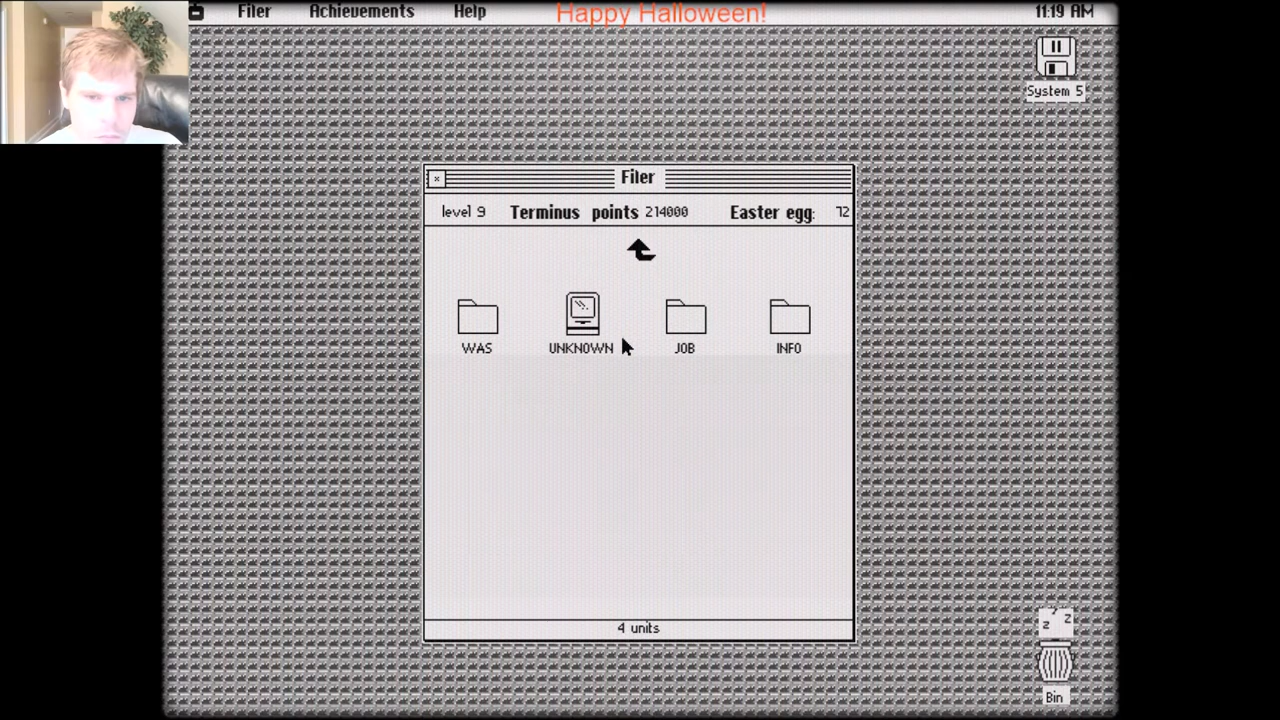 Filer Achievements Help Happy Halloween! 11:19 AM
System 5
Filer
level 9 Terminus points 214000 Easter egg: 72
WAS UNKNOWN JOB INFO
4 units
z z
Bin